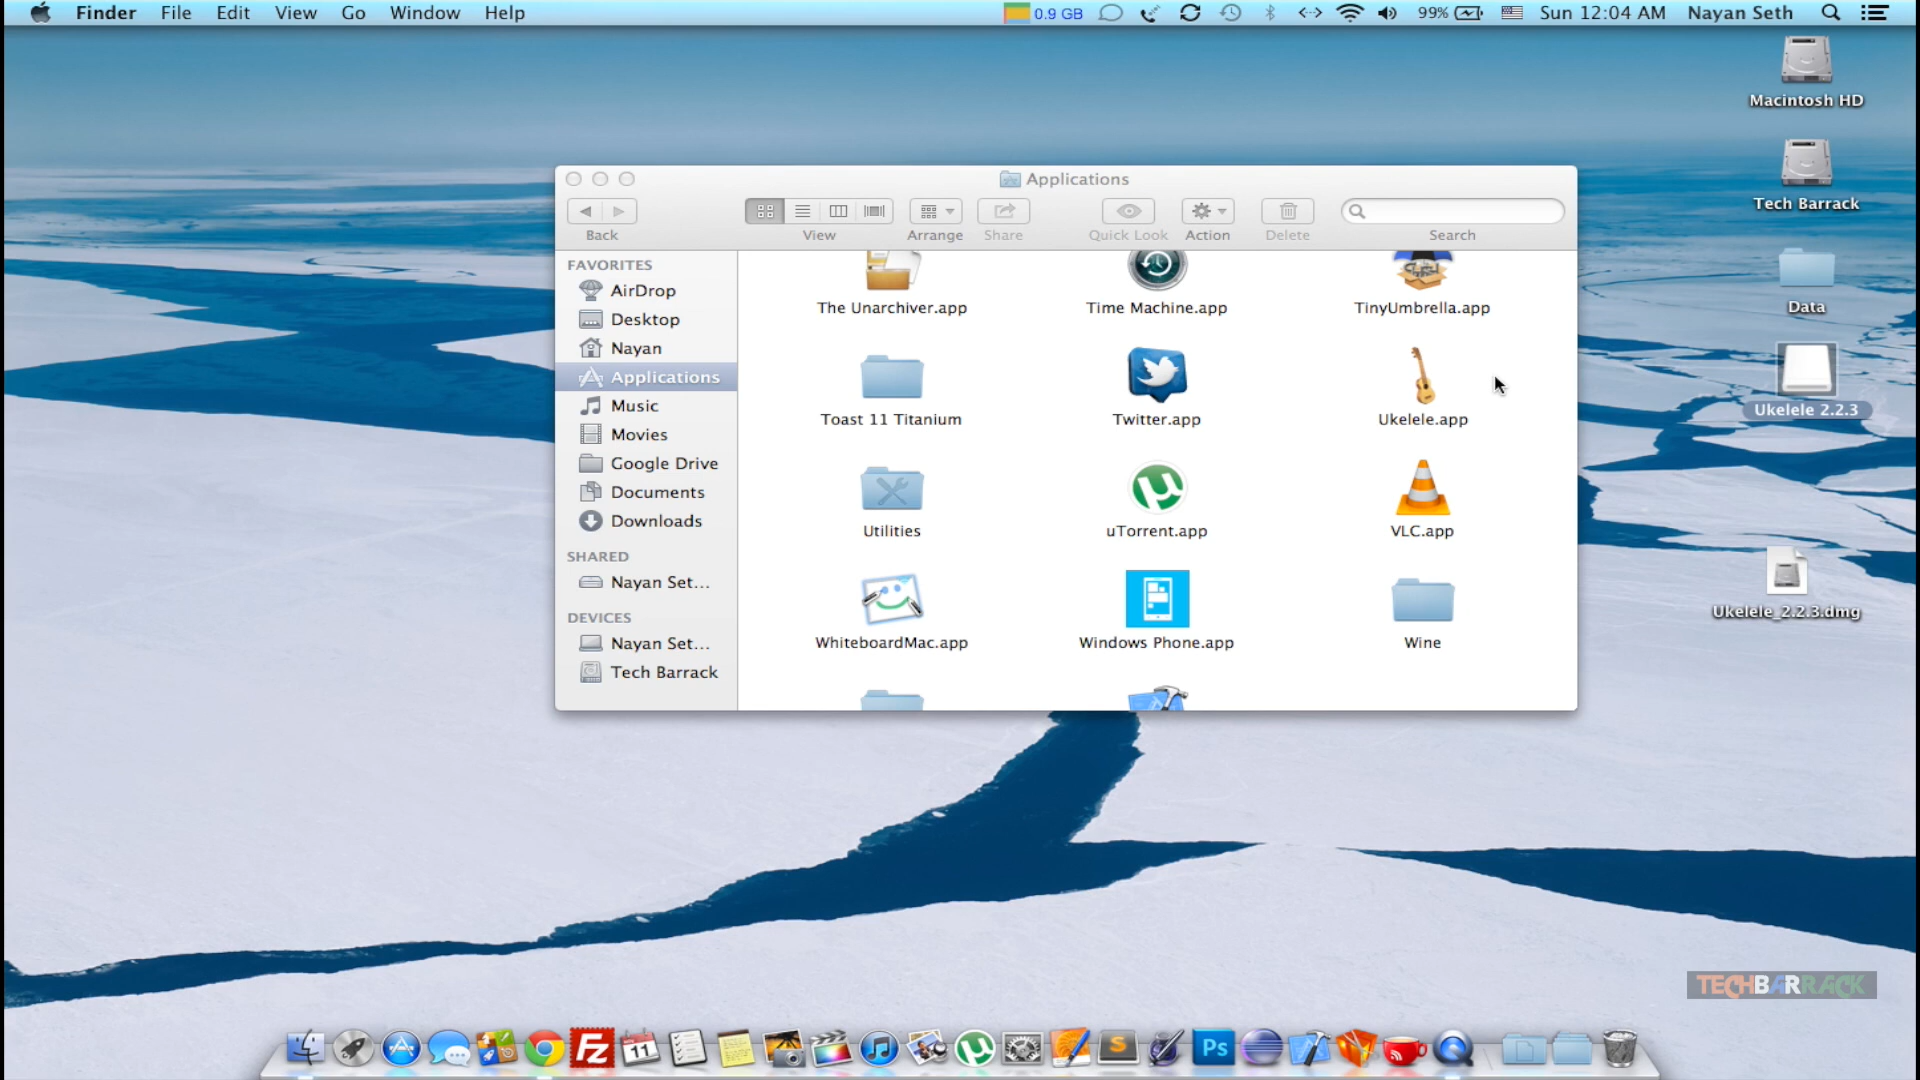 Finder File Edit View Go Window Help 0.9 GB 99% Sun 12:04 AM Nayan Seth
Macintosh HD
Tech Barrack
Data
Ukelele 2.2.3
Ukelele_2.2.3.dmg
Applications
Back View Arrange Share Quick Look Action Delete Search
FAVORITES
AirDrop
Desktop
Nayan
Applications
Music
Movies
Google Drive
Documents
Downloads
SHARED
Nayan Set...
DEVICES
Nayan Set...
Tech Barrack
The Unarchiver.app Time Machine.app TinyUmbrella.app
Toast 11 Titanium Twitter.app Ukelele.app
Utilities uTorrent.app VLC.app
WhiteboardMac.app Windows Phone.app Wine
TECHBARRACK
Fz 11 S Ps